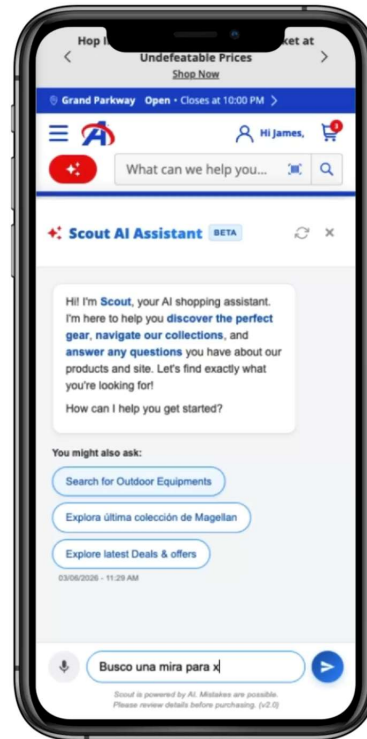 Hop I
ket at
Undefeatable Prices
Shop Now
Grand Parkway Open • Closes at 10:00 PM
Hi James,
What can we help you...
Scout AI Assistant BETA
Hi! I'm Scout, your AI shopping assistant.
I'm here to help you discover the perfect
gear, navigate our collections, and
answer any questions you have about our
products and site. Let's find exactly what
you're looking for!
How can I help you get started?
You might also ask:
Search for Outdoor Equipments
Explora última colección de Magellan
Explore latest Deals & offers
03/06/2026 - 11:29 AM
Busco una mira para x
Scout is powered by AI. Mistakes are possible.
Please review details before purchasing. (v2.0)